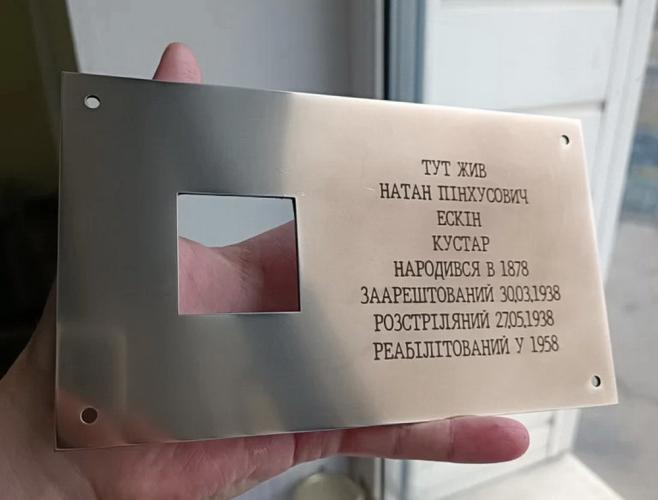 ТУТ ЖИВ
НАТАН ПІНХУСОВИЧ
ЕСКІН
КУСТАР
НАРОДИВСЯ В 1878
ЗААРЕШТОВАНИЙ 30.03.1938
РОЗСТРІЛЯНИЙ 27.05.1938
РЕАБІЛІТОВАНИЙ У 1958